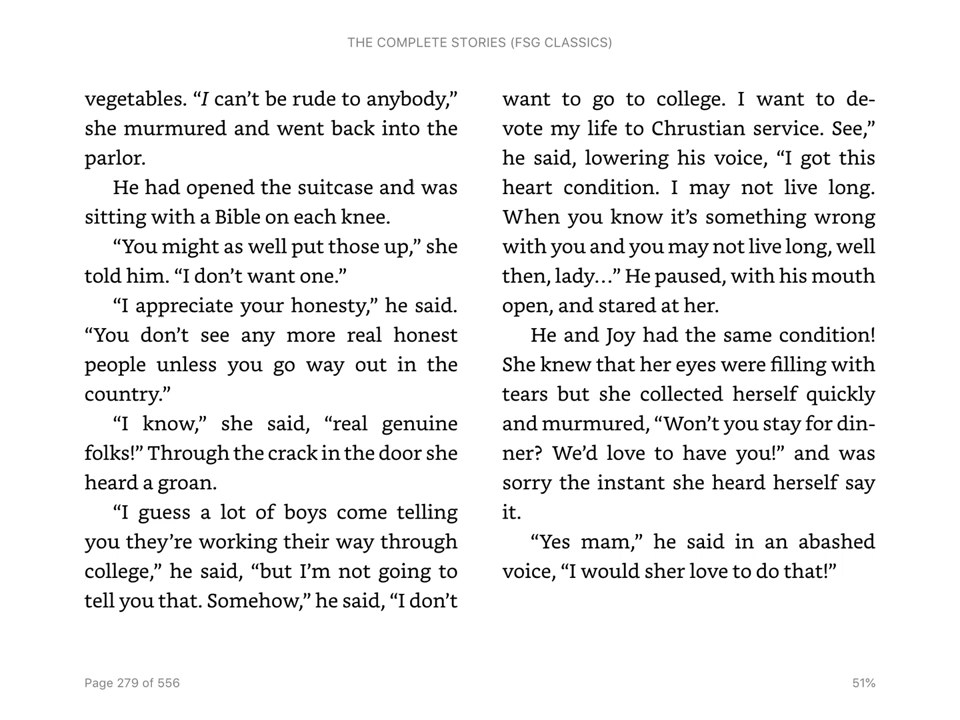 THE COMPLETE STORIES (FSG CLASSICS)
vegetables. “I can’t be rude to anybody,”
she murmured and went back into the
parlor.
He had opened the suitcase and was
sitting with a Bible on each knee.
“You might as well put those up,” she
told him. “I don’t want one.”
“I appreciate your honesty,” he said.
“You don’t see any more real honest
people unless you go way out in the
country.”
“I know,” she said, “real genuine
folks!” Through the crack in the door she
heard a groan.
“I guess a lot of boys come telling
you they’re working their way through
college,” he said, “but I’m not going to
tell you that. Somehow,” he said, “I don’t
want to go to college. I want to de-
vote my life to Chrustian service. See,”
he said, lowering his voice, “I got this
heart condition. I may not live long.
When you know it’s something wrong
with you and you may not live long, well
then, lady…” He paused, with his mouth
open, and stared at her.
He and Joy had the same condition!
She knew that her eyes were filling with
tears but she collected herself quickly
and murmured, “Won’t you stay for din-
ner? We’d love to have you!” and was
sorry the instant she heard herself say
it.
“Yes mam,” he said in an abashed
voice, “I would sher love to do that!”
Page 279 of 556
51%